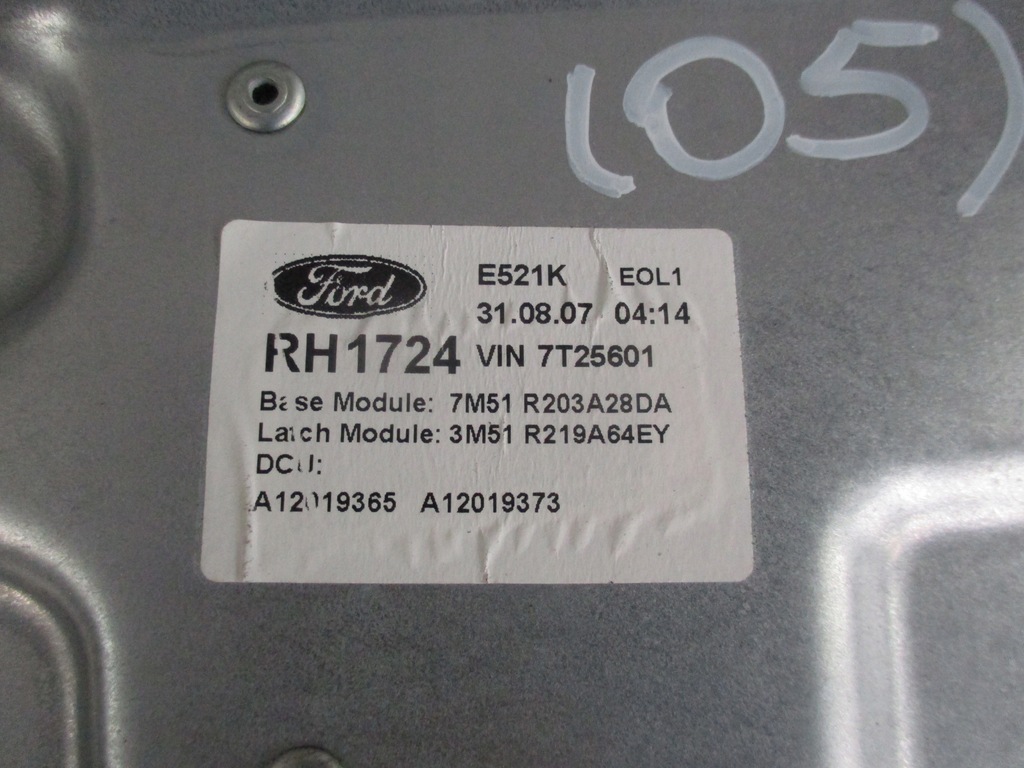 (05)
Ford
E521K EOL1
31.08.07 04:14
RH1724 VIN 7T25601
Base Module: 7M51 R203A28DA
Latch Module: 3M51 R219A64EY
DCU:
A12019365 A12019373